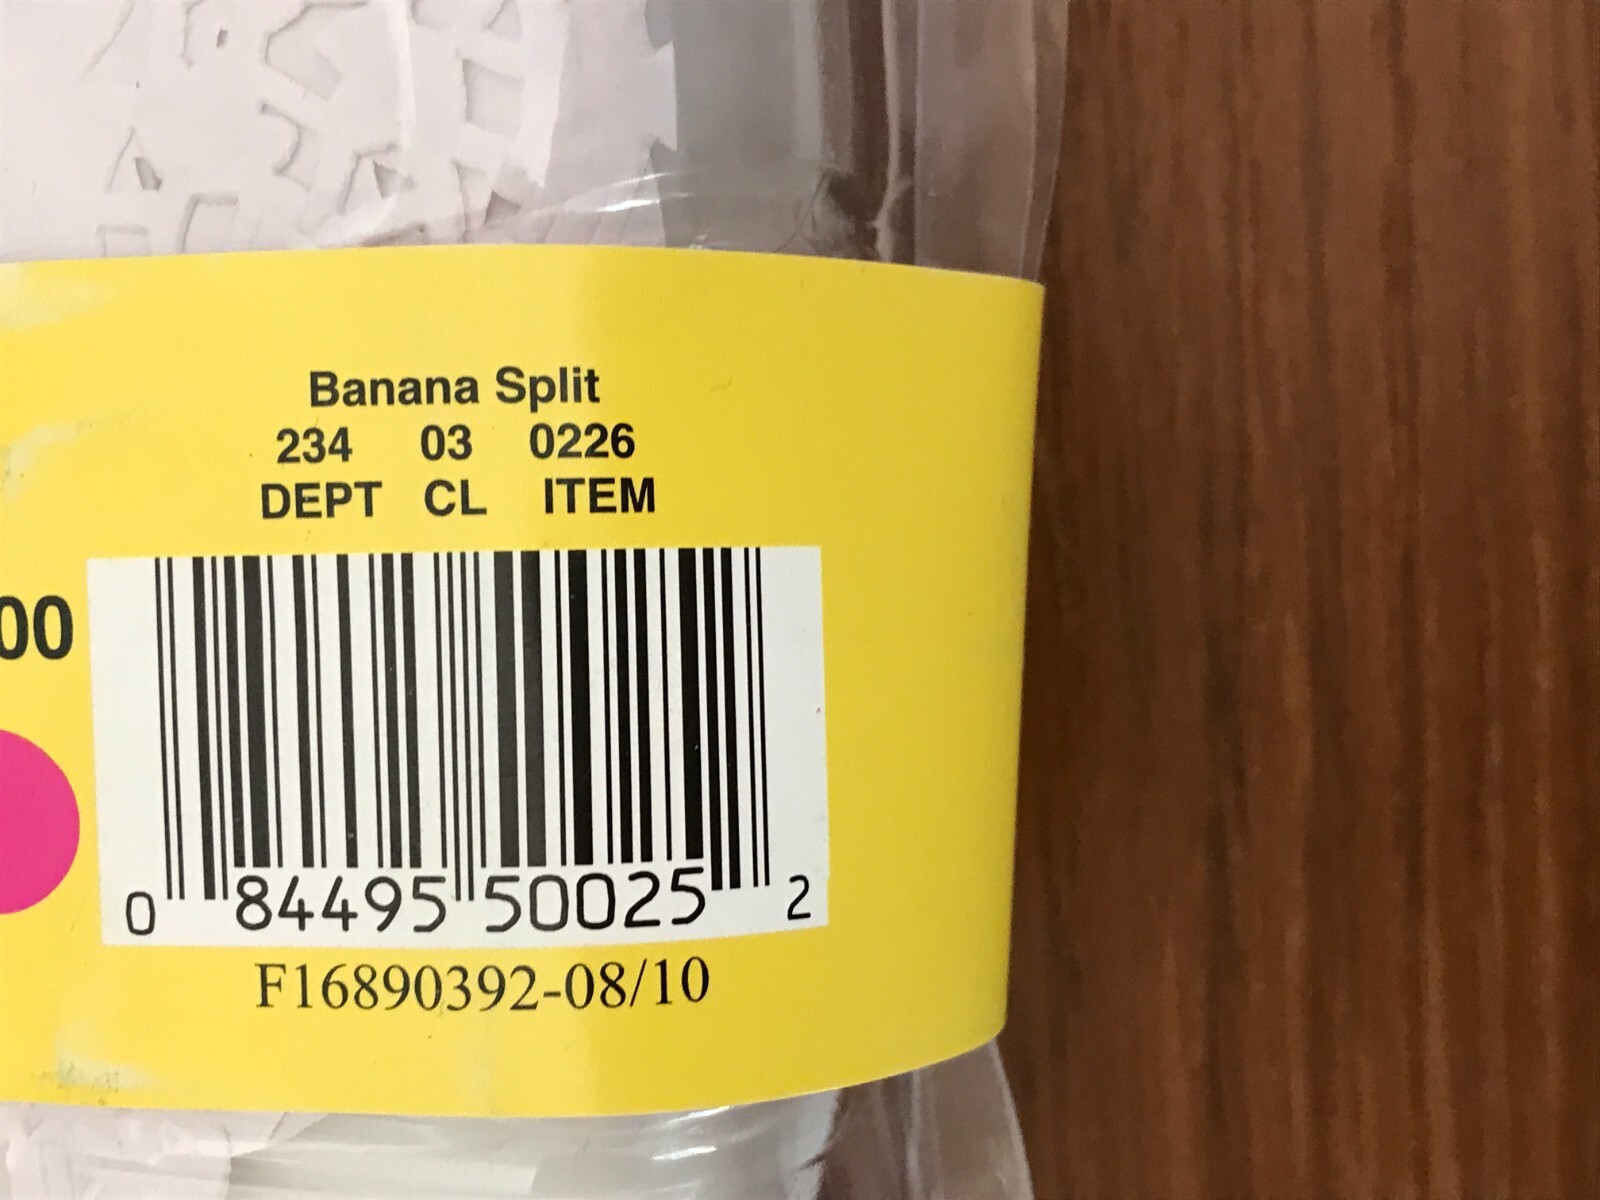 Banana Split
234 03 0226
DEPT CL ITEM
00
0 84495 50025 2
F16890392-08/10